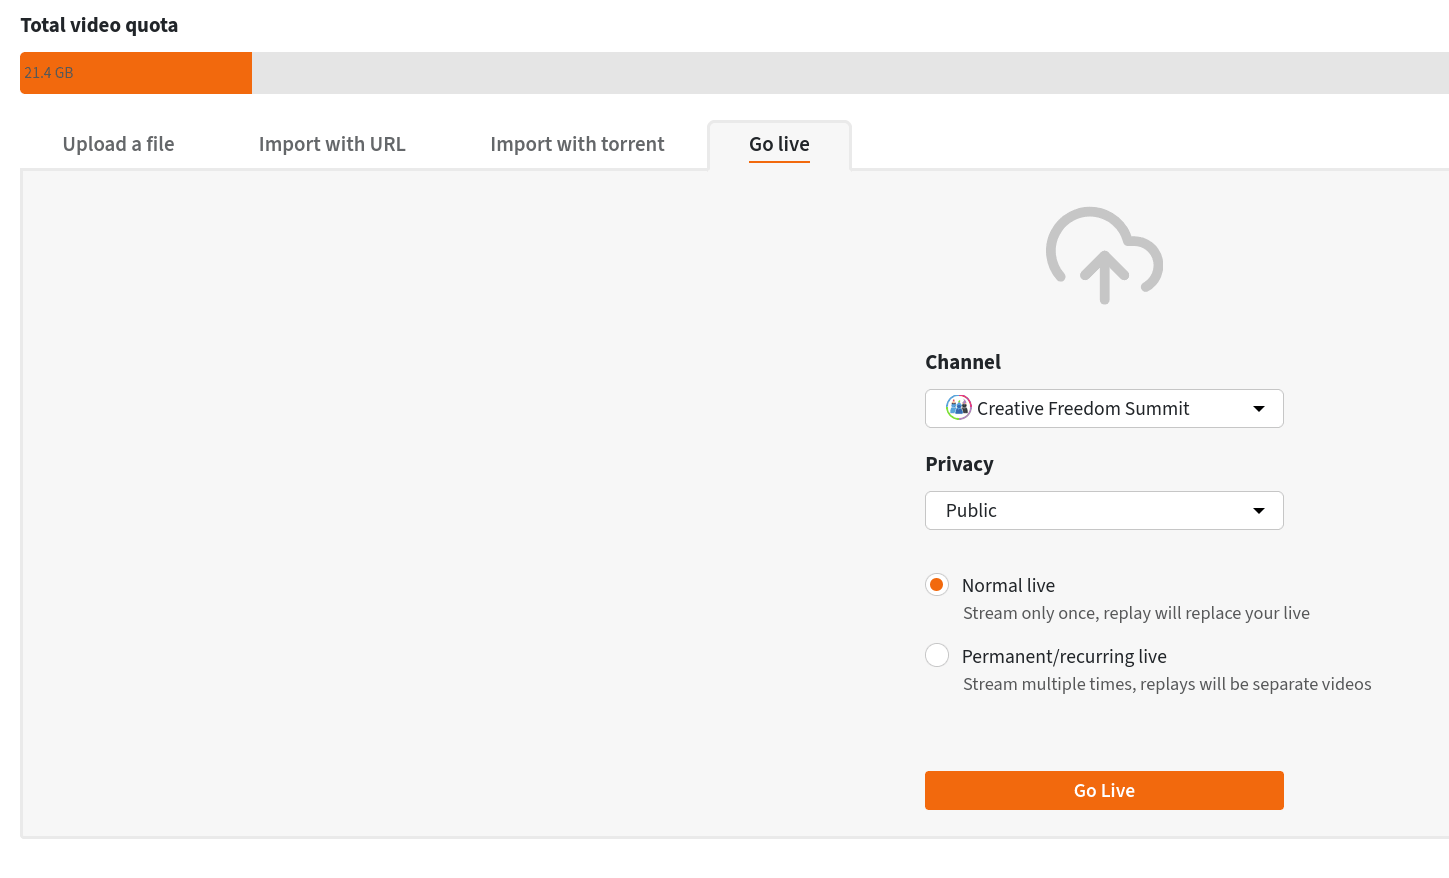 Total video quota
21.4 GB
Upload a file
Import with URL
Import with torrent
Go live
Channel
Creative Freedom Summit
Privacy
Public
Normal live
Stream only once, replay will replace your live
Permanent/recurring live
Stream multiple times, replays will be separate videos
Go Live